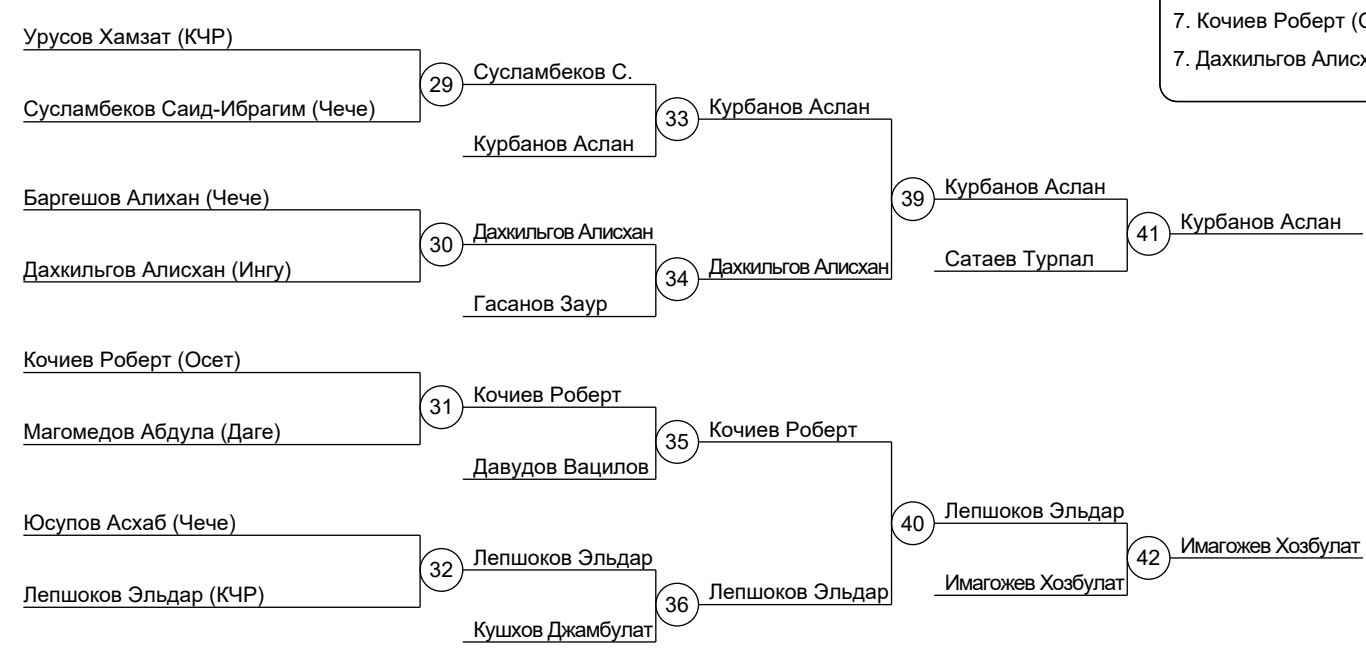 7. Кочиев Роберт (О
7. Дахкильгов Алисх
Урусов Хамзат (КЧР)
29
Сусламбеков С.
Сусламбеков Саид-Ибрагим (Чече)
33
Курбанов Аслан
Курбанов Аслан
Баргешов Алихан (Чече)
39
Курбанов Аслан
30
Дахкильгов Алисхан
41
Курбанов Аслан
Дахкильгов Алисхан (Ингу)
34
Дахкильгов Алисхан
Сатаев Турпал
Гасанов Заур
Кочиев Роберт (Осет)
31
Кочиев Роберт
Магомедов Абдула (Даге)
35
Кочиев Роберт
Давудов Вацилов
Юсупов Асхаб (Чече)
40
Лепшоков Эльдар
32
Лепшоков Эльдар
42
Имагожев Хозбулат
Лепшоков Эльдар (КЧР)
36
Лепшоков Эльдар
Имагожев Хозбулат
Кушхов Джамбулат